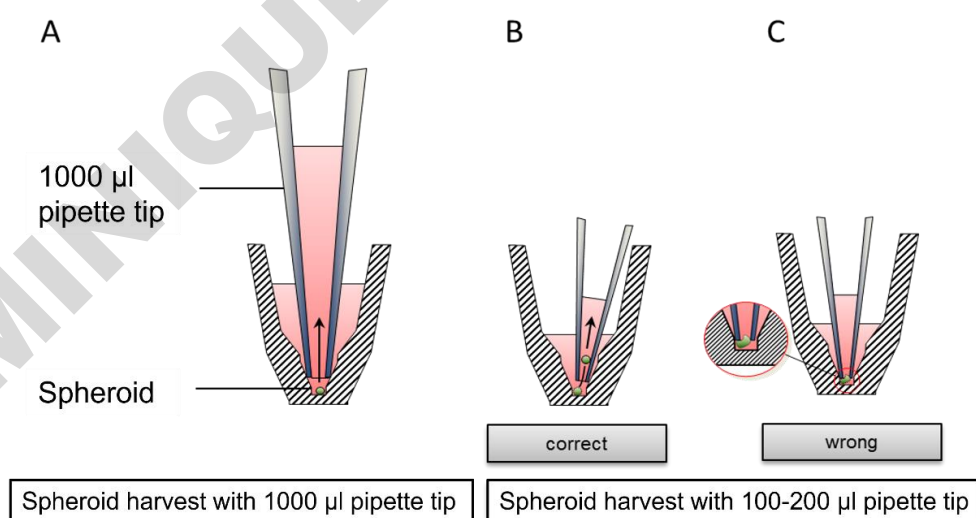 A
B
C
1000 µl
pipette tip
Spheroid
correct
wrong
Spheroid harvest with 1000 µl pipette tip
Spheroid harvest with 100-200 µl pipette tip